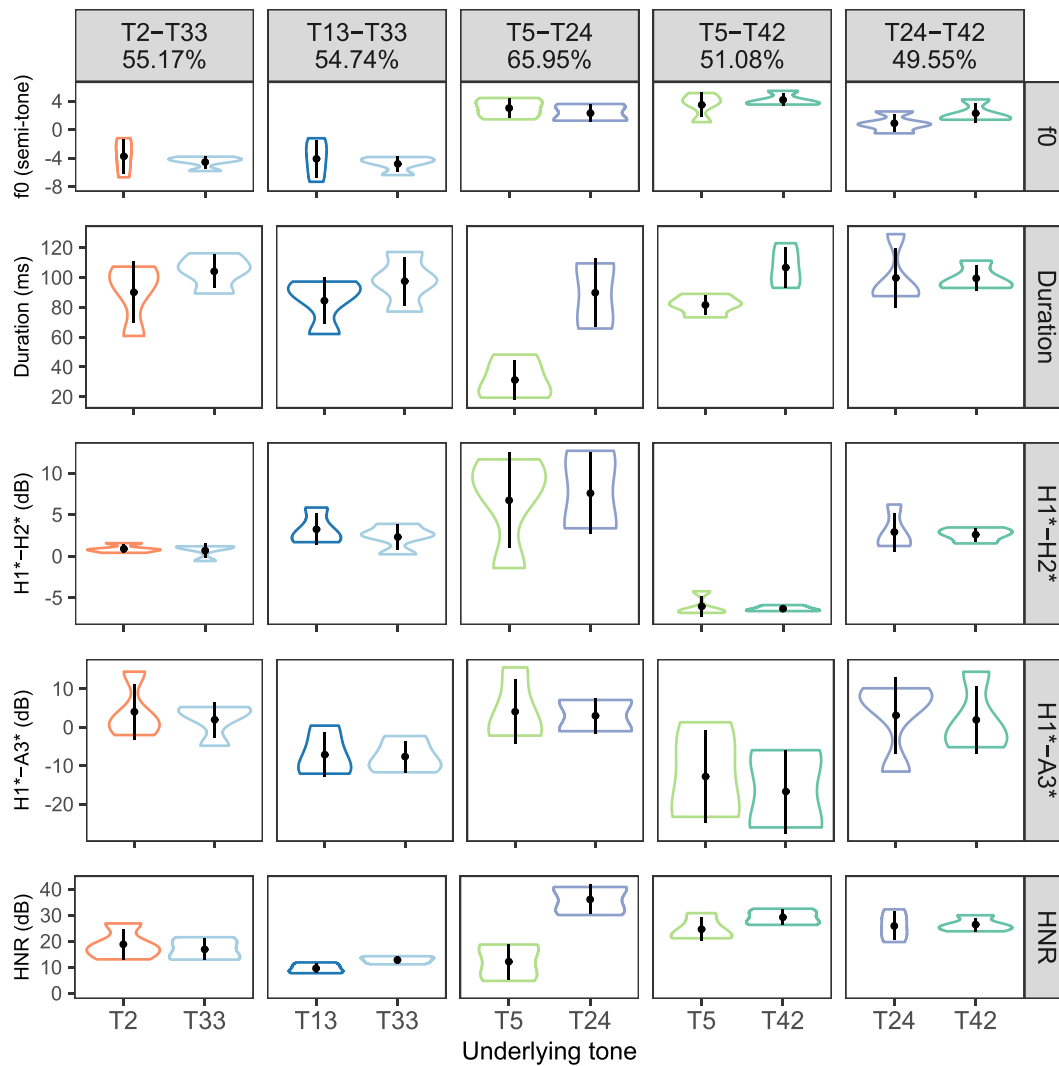 T2−T33 T13−T33 T5−T24 T5−T42 T24−T42
55.17% 54.74% 65.95% 51.08% 49.55%
f0 (semi-tone)
4
0
-4
-8
f0
Duration (ms)
120
100
80
60
40
20
Duration
H1*−H2* (dB)
10
5
0
-5
H1*−H2*
H1*−A3* (dB)
10
0
-10
-20
H1*−A3*
HNR (dB)
40
30
20
10
0
HNR
T2 T33 T13 T33 T5 T24 T5 T42 T24 T42
Underlying tone